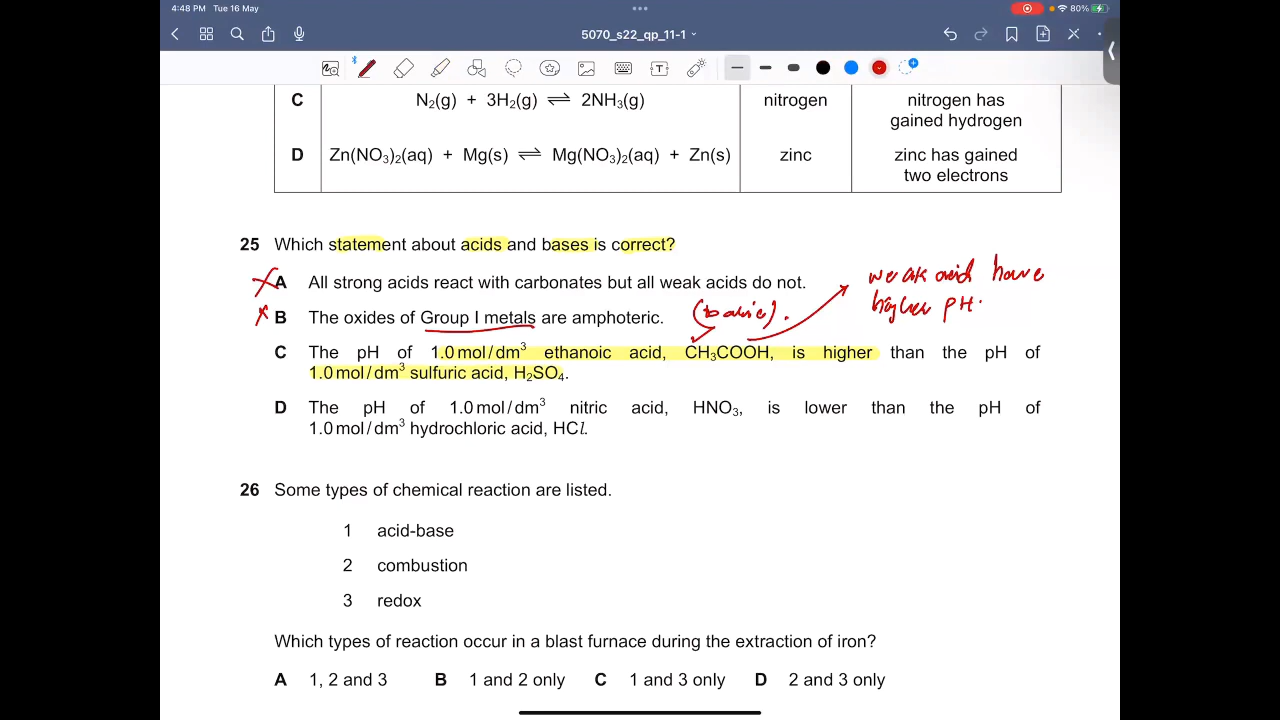 4:48 PM Tue 16 May
80%
5070_s22_qp_11-1
T
C N₂(g) + 3H₂(g) ⇌ 2NH₃(g) nitrogen nitrogen has
gained hydrogen
D Zn(NO₃)₂(aq) + Mg(s) ⇌ Mg(NO₃)₂(aq) + Zn(s) zinc zinc has gained
two electrons
25 Which statement about acids and bases is correct?
A All strong acids react with carbonates but all weak acids do not.
weak acid have
higher pH.
B The oxides of Group I metals are amphoteric. (basic).
C The pH of 1.0 mol/dm³ ethanoic acid, CH₃COOH, is higher than the pH of
1.0 mol/dm³ sulfuric acid, H₂SO₄.
D The pH of 1.0 mol/dm³ nitric acid, HNO₃, is lower than the pH of
1.0 mol/dm³ hydrochloric acid, HCl.
26 Some types of chemical reaction are listed.
1 acid-base
2 combustion
3 redox
Which types of reaction occur in a blast furnace during the extraction of iron?
A 1, 2 and 3 B 1 and 2 only C 1 and 3 only D 2 and 3 only